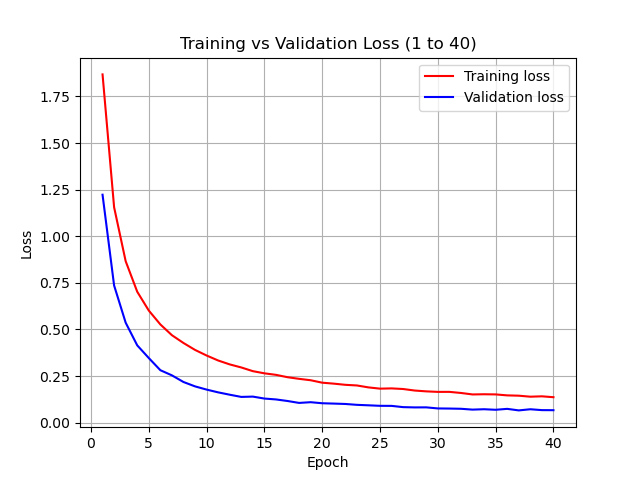 Training vs Validation Loss (1 to 40)
Training loss
Validation loss
1.75
1.50
1.25
1.00
0.75
0.50
0.25
0.00
Loss
0 5 10 15 20 25 30 35 40
Epoch